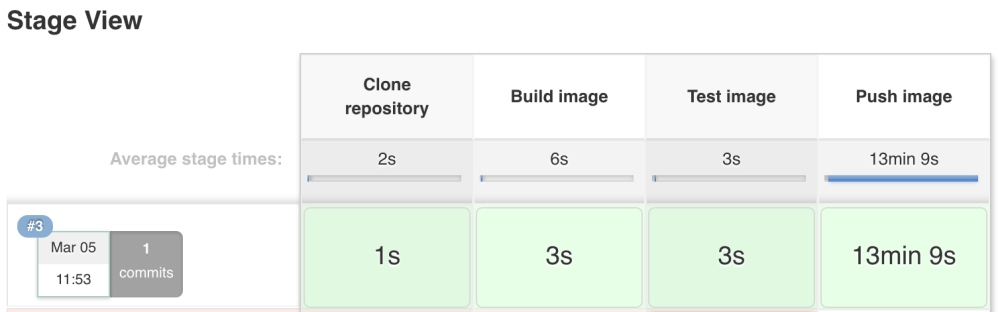 Stage View
Clone
repository
Build image
Test image
Push image
Average stage times:
2s
6s
3s
13min 9s
#3
Mar 05
11:53
1
commits
1s
3s
3s
13min 9s